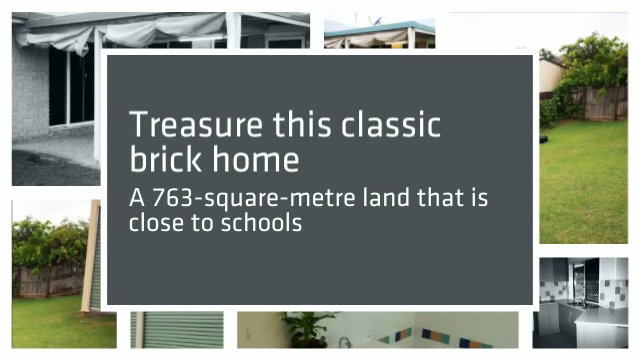 Treasure this classic
brick home
A 763-square-metre land that is
close to schools